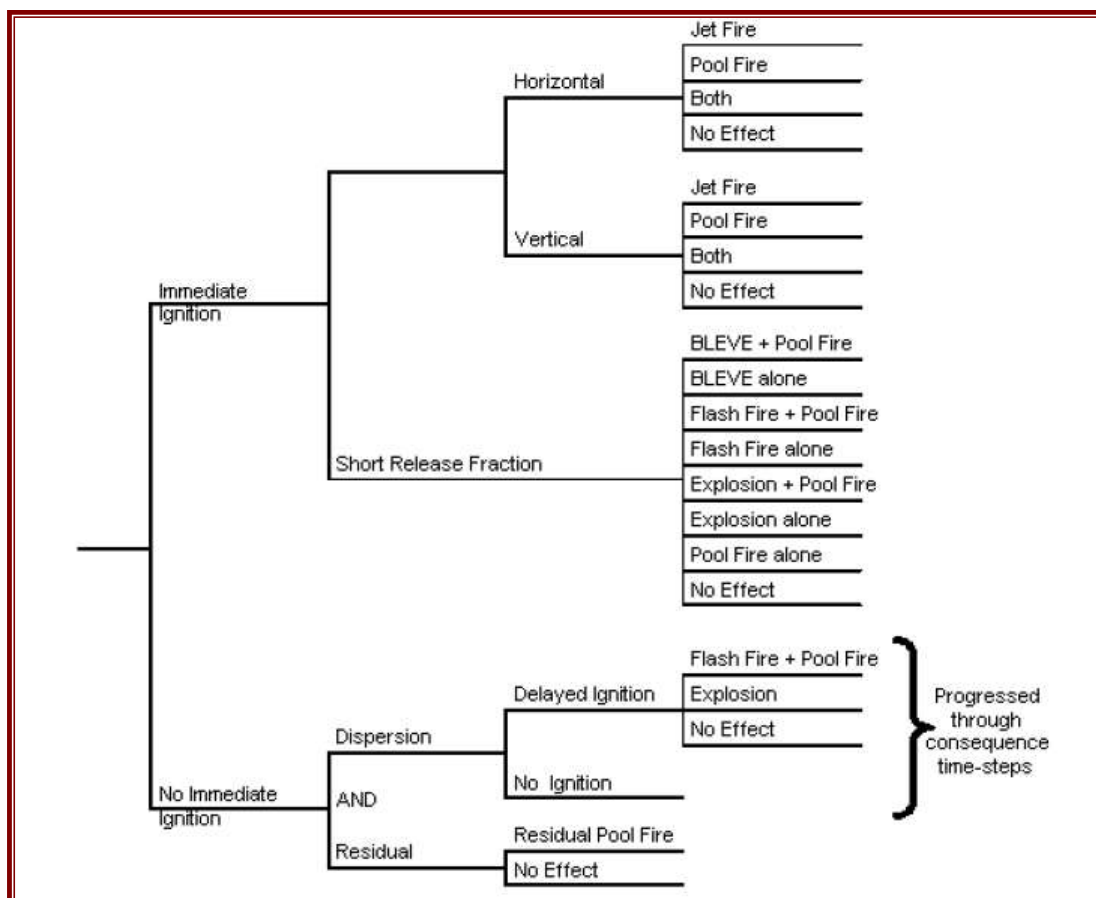 Jet Fire
Pool Fire
Horizontal
Both
No Effect
Jet Fire
Pool Fire
Vertical
Both
No Effect
Immediate
Ignition
BLEVE + Pool Fire
BLEVE alone
Flash Fire + Pool Fire
Flash Fire alone
Short Release Fraction
Explosion + Pool Fire
Explosion alone
Pool Fire alone
No Effect
Flash Fire + Pool Fire
Delayed Ignition
Explosion
No Effect
Dispersion
No Ignition
No Immediate
Ignition
AND
Residual
Residual Pool Fire
No Effect
Progressed
through
consequence
time-steps